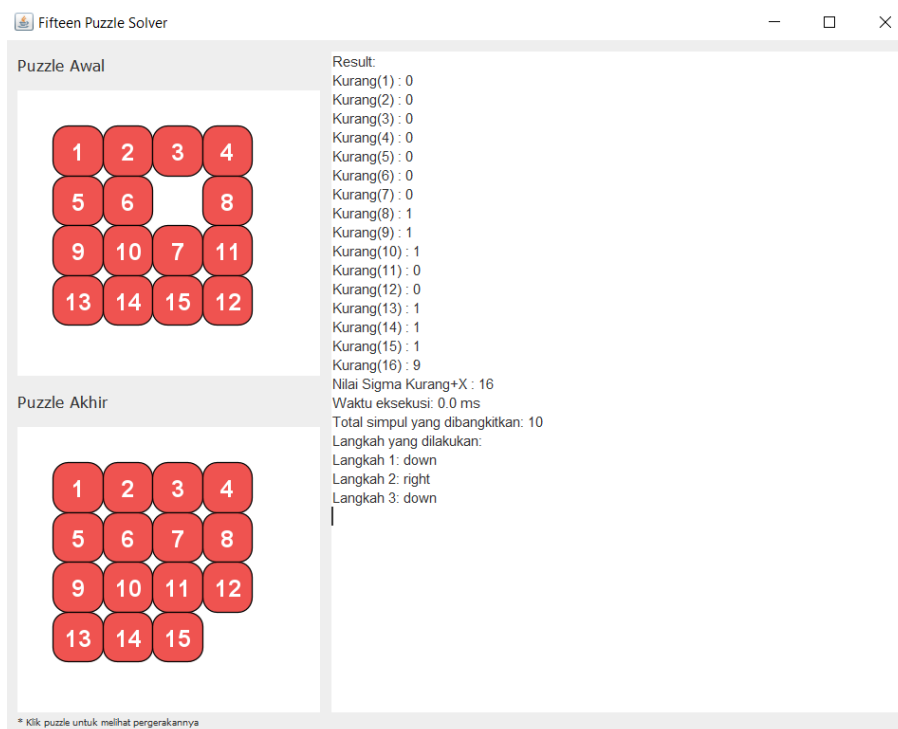 Fifteen Puzzle Solver
Puzzle Awal
1 2 3 4
5 6 8
9 10 7 11
13 14 15 12
Puzzle Akhir
1 2 3 4
5 6 7 8
9 10 11 12
13 14 15
* Klik puzzle untuk melihat pergerakannya
Result:
Kurang(1) : 0
Kurang(2) : 0
Kurang(3) : 0
Kurang(4) : 0
Kurang(5) : 0
Kurang(6) : 0
Kurang(7) : 0
Kurang(8) : 1
Kurang(9) : 1
Kurang(10) : 1
Kurang(11) : 0
Kurang(12) : 0
Kurang(13) : 1
Kurang(14) : 1
Kurang(15) : 1
Kurang(16) : 9
Nilai Sigma Kurang+X : 16
Waktu eksekusi: 0.0 ms
Total simpul yang dibangkitan: 10
Langkah yang dilakukan:
Langkah 1: down
Langkah 2: right
Langkah 3: down